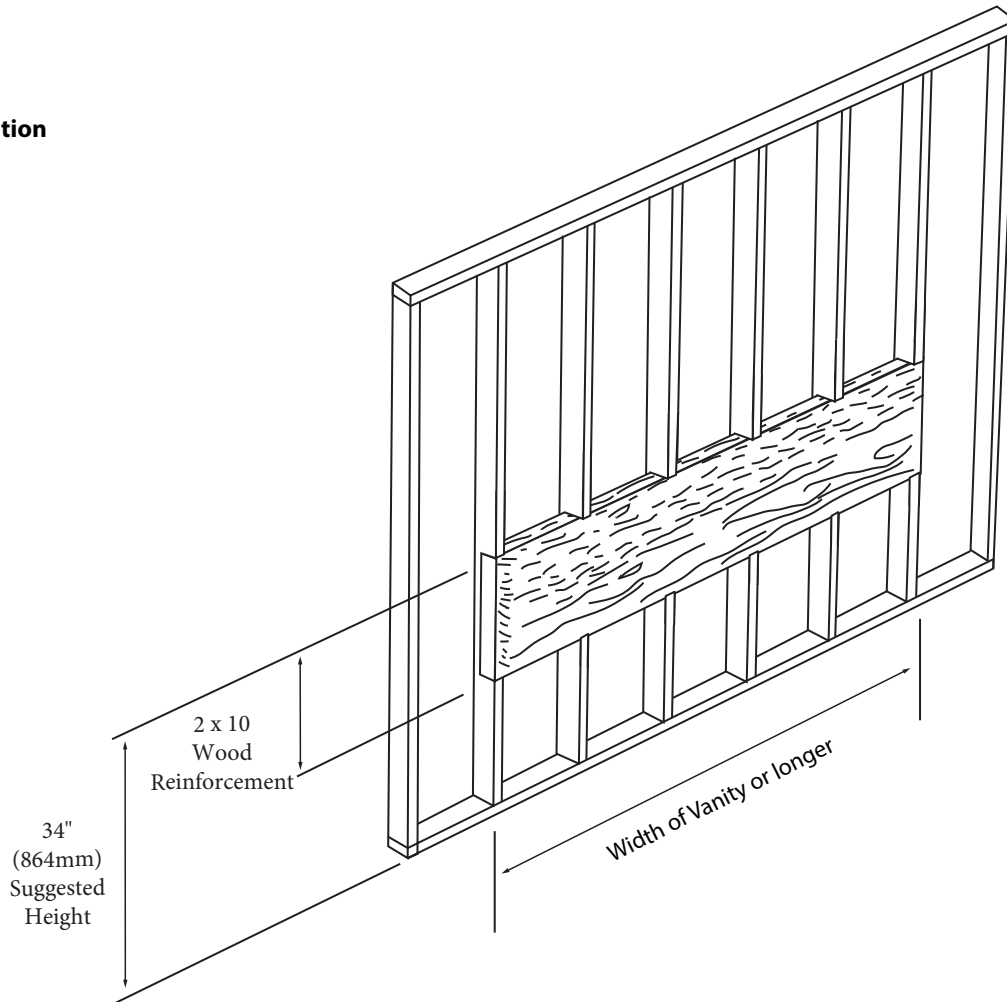 tion
2 x 10
Wood
Reinforcement
34"
(864mm)
Suggested
Height
Width of Vanity or longer